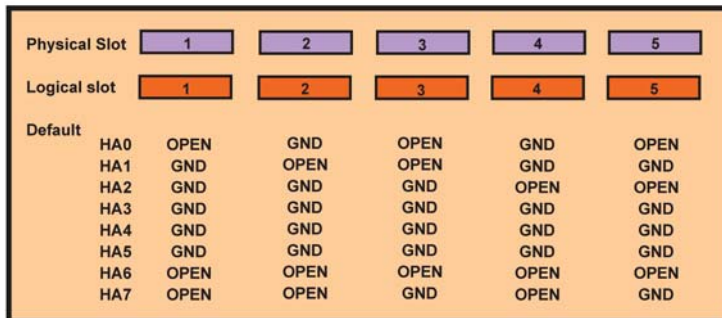 Physical Slot 1 2 3 4 5
Logical slot 1 2 3 4 5
Default
HA0 OPEN GND OPEN GND OPEN
HA1 GND OPEN OPEN GND GND
HA2 GND GND GND OPEN OPEN
HA3 GND GND GND GND GND
HA4 GND GND GND GND GND
HA5 GND GND GND GND GND
HA6 OPEN OPEN OPEN OPEN OPEN
HA7 OPEN OPEN GND OPEN GND